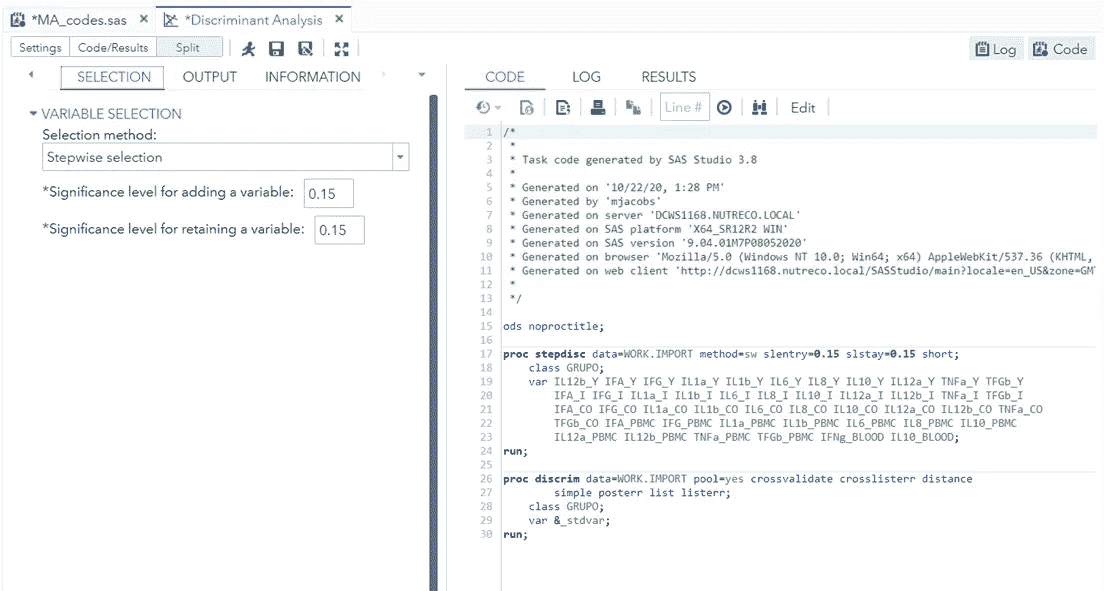 *MA_codes.sas × *Discriminant Analysis ×
Settings Code/Results Split
Log Code
SELECTION OUTPUT INFORMATION
VARIABLE SELECTION
Selection method:
Stepwise selection
*Significance level for adding a variable: 0.15
*Significance level for retaining a variable: 0.15
CODE LOG RESULTS
Line # Edit
1 /*
2 *
3 * Task code generated by SAS Studio 3.8
4 *
5 * Generated on '10/22/20, 1:28 PM'
6 * Generated by 'mjacobs'
7 * Generated on server 'DCWS1168.NUTRECO.LOCAL'
8 * Generated on SAS platform 'X64_SR12R2 WIN'
9 * Generated on SAS version '9.04.01M7P08052020'
10 * Generated on browser 'Mozilla/5.0 (Windows NT 10.0; Win64; x64) AppleWebKit/537.36 (KHTML,
11 * Generated on web client 'http://dcws1168.nutreco.local/SASStudio/main?locale=en_US&zone=GMT
12 *
13 */
14
15 ods noproctitle;
16
17 proc stepdisc data=WORK.IMPORT method=sw slentry=0.15 slstay=0.15 short;
18 class GRUPO;
19 var IL12b_Y IFA_Y IFG_Y IL1a_Y IL1b_Y IL6_Y IL8_Y IL10_Y IL12a_Y TNFa_Y TFGb_Y
20 IFA_I IFG_I IL1a_I IL1b_I IL6_I IL8_I IL10_I IL12a_I IL12b_I TNFa_I TFGb_I
21 IFA_CO IFG_CO IL1a_CO IL1b_CO IL6_CO IL8_CO IL10_CO IL12a_CO IL12b_CO TNFa_CO
22 TFGb_CO IFA_PBMC IFG_PBMC IL1a_PBMC IL1b_PBMC IL6_PBMC IL8_PBMC IL10_PBMC
23 IL12a_PBMC IL12b_PBMC TNFa_PBMC TFGb_PBMC IFNg_BLOOD IL10_BLOOD;
24 run;
25
26 proc discrim data=WORK.IMPORT pool=yes crossvalidate crosslisterr distance
27 simple posterr list listerr;
28 class GRUPO;
29 var &_stdvar;
30 run;